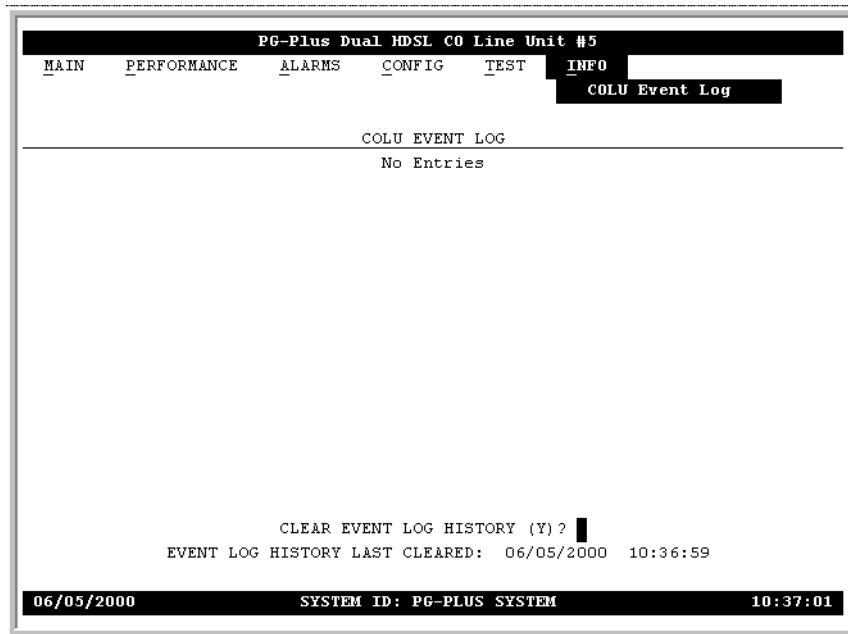 PG-Plus Dual HDSL CO Line Unit #5
MAIN PERFORMANCE ALARMS CONFIG TEST INFO
COLU Event Log
COLU EVENT LOG
No Entries
CLEAR EVENT LOG HISTORY (Y)?
EVENT LOG HISTORY LAST CLEARED: 06/05/2000 10:36:59
06/05/2000 SYSTEM ID: PG-PLUS SYSTEM 10:37:01